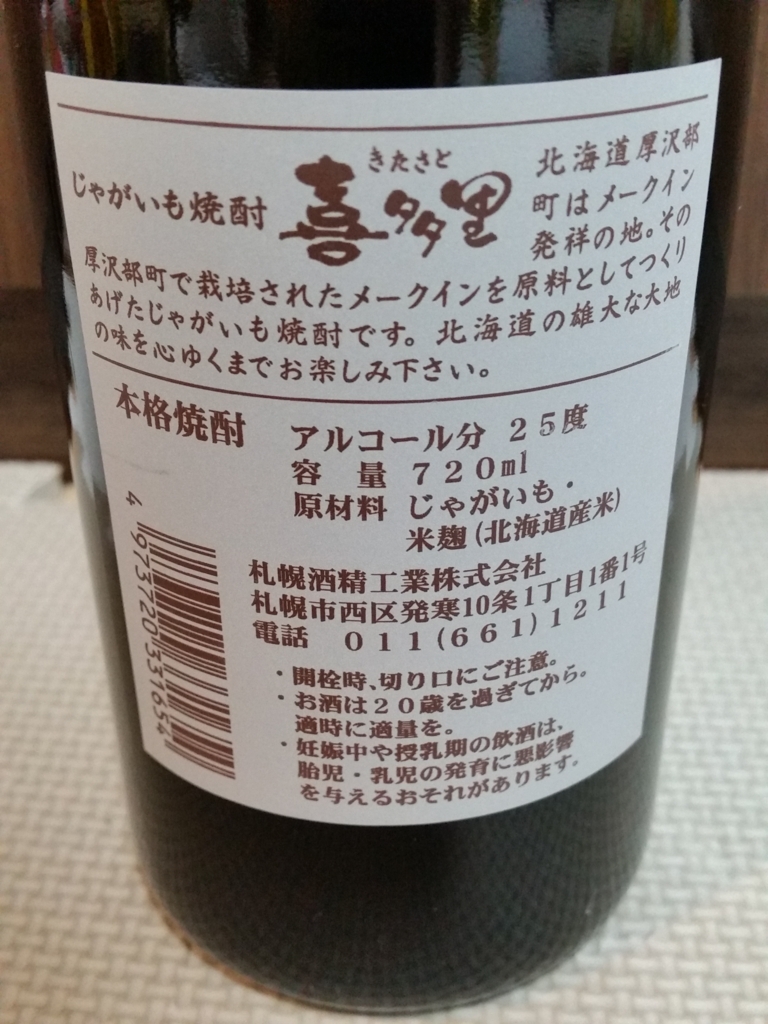 じゃがいも焼酎
きたさと
喜多里
北海道厚沢部
町はメークイン
発祥の地。その
厚沢部町で栽培されたメークインを原料としてつくり
あげたじゃがいも焼酎です。北海道の雄大な大地
の味を心ゆくまでお楽しみ下さい。
本格焼酎
アルコール分 25度
容量 720ml
原材料 じゃがいも・
米麹(北海道産米)
札幌酒精工業株式会社
札幌市西区発寒10条1丁目1番1号
電話 011(661)1211
・開栓時、切り口にご注意。
・お酒は20歳を過ぎてから。
適時に適量を。
・妊娠中や授乳期の飲酒は、
胎児・乳児の発育に悪影響
を与えるおそれがあります。
4 973720 331654